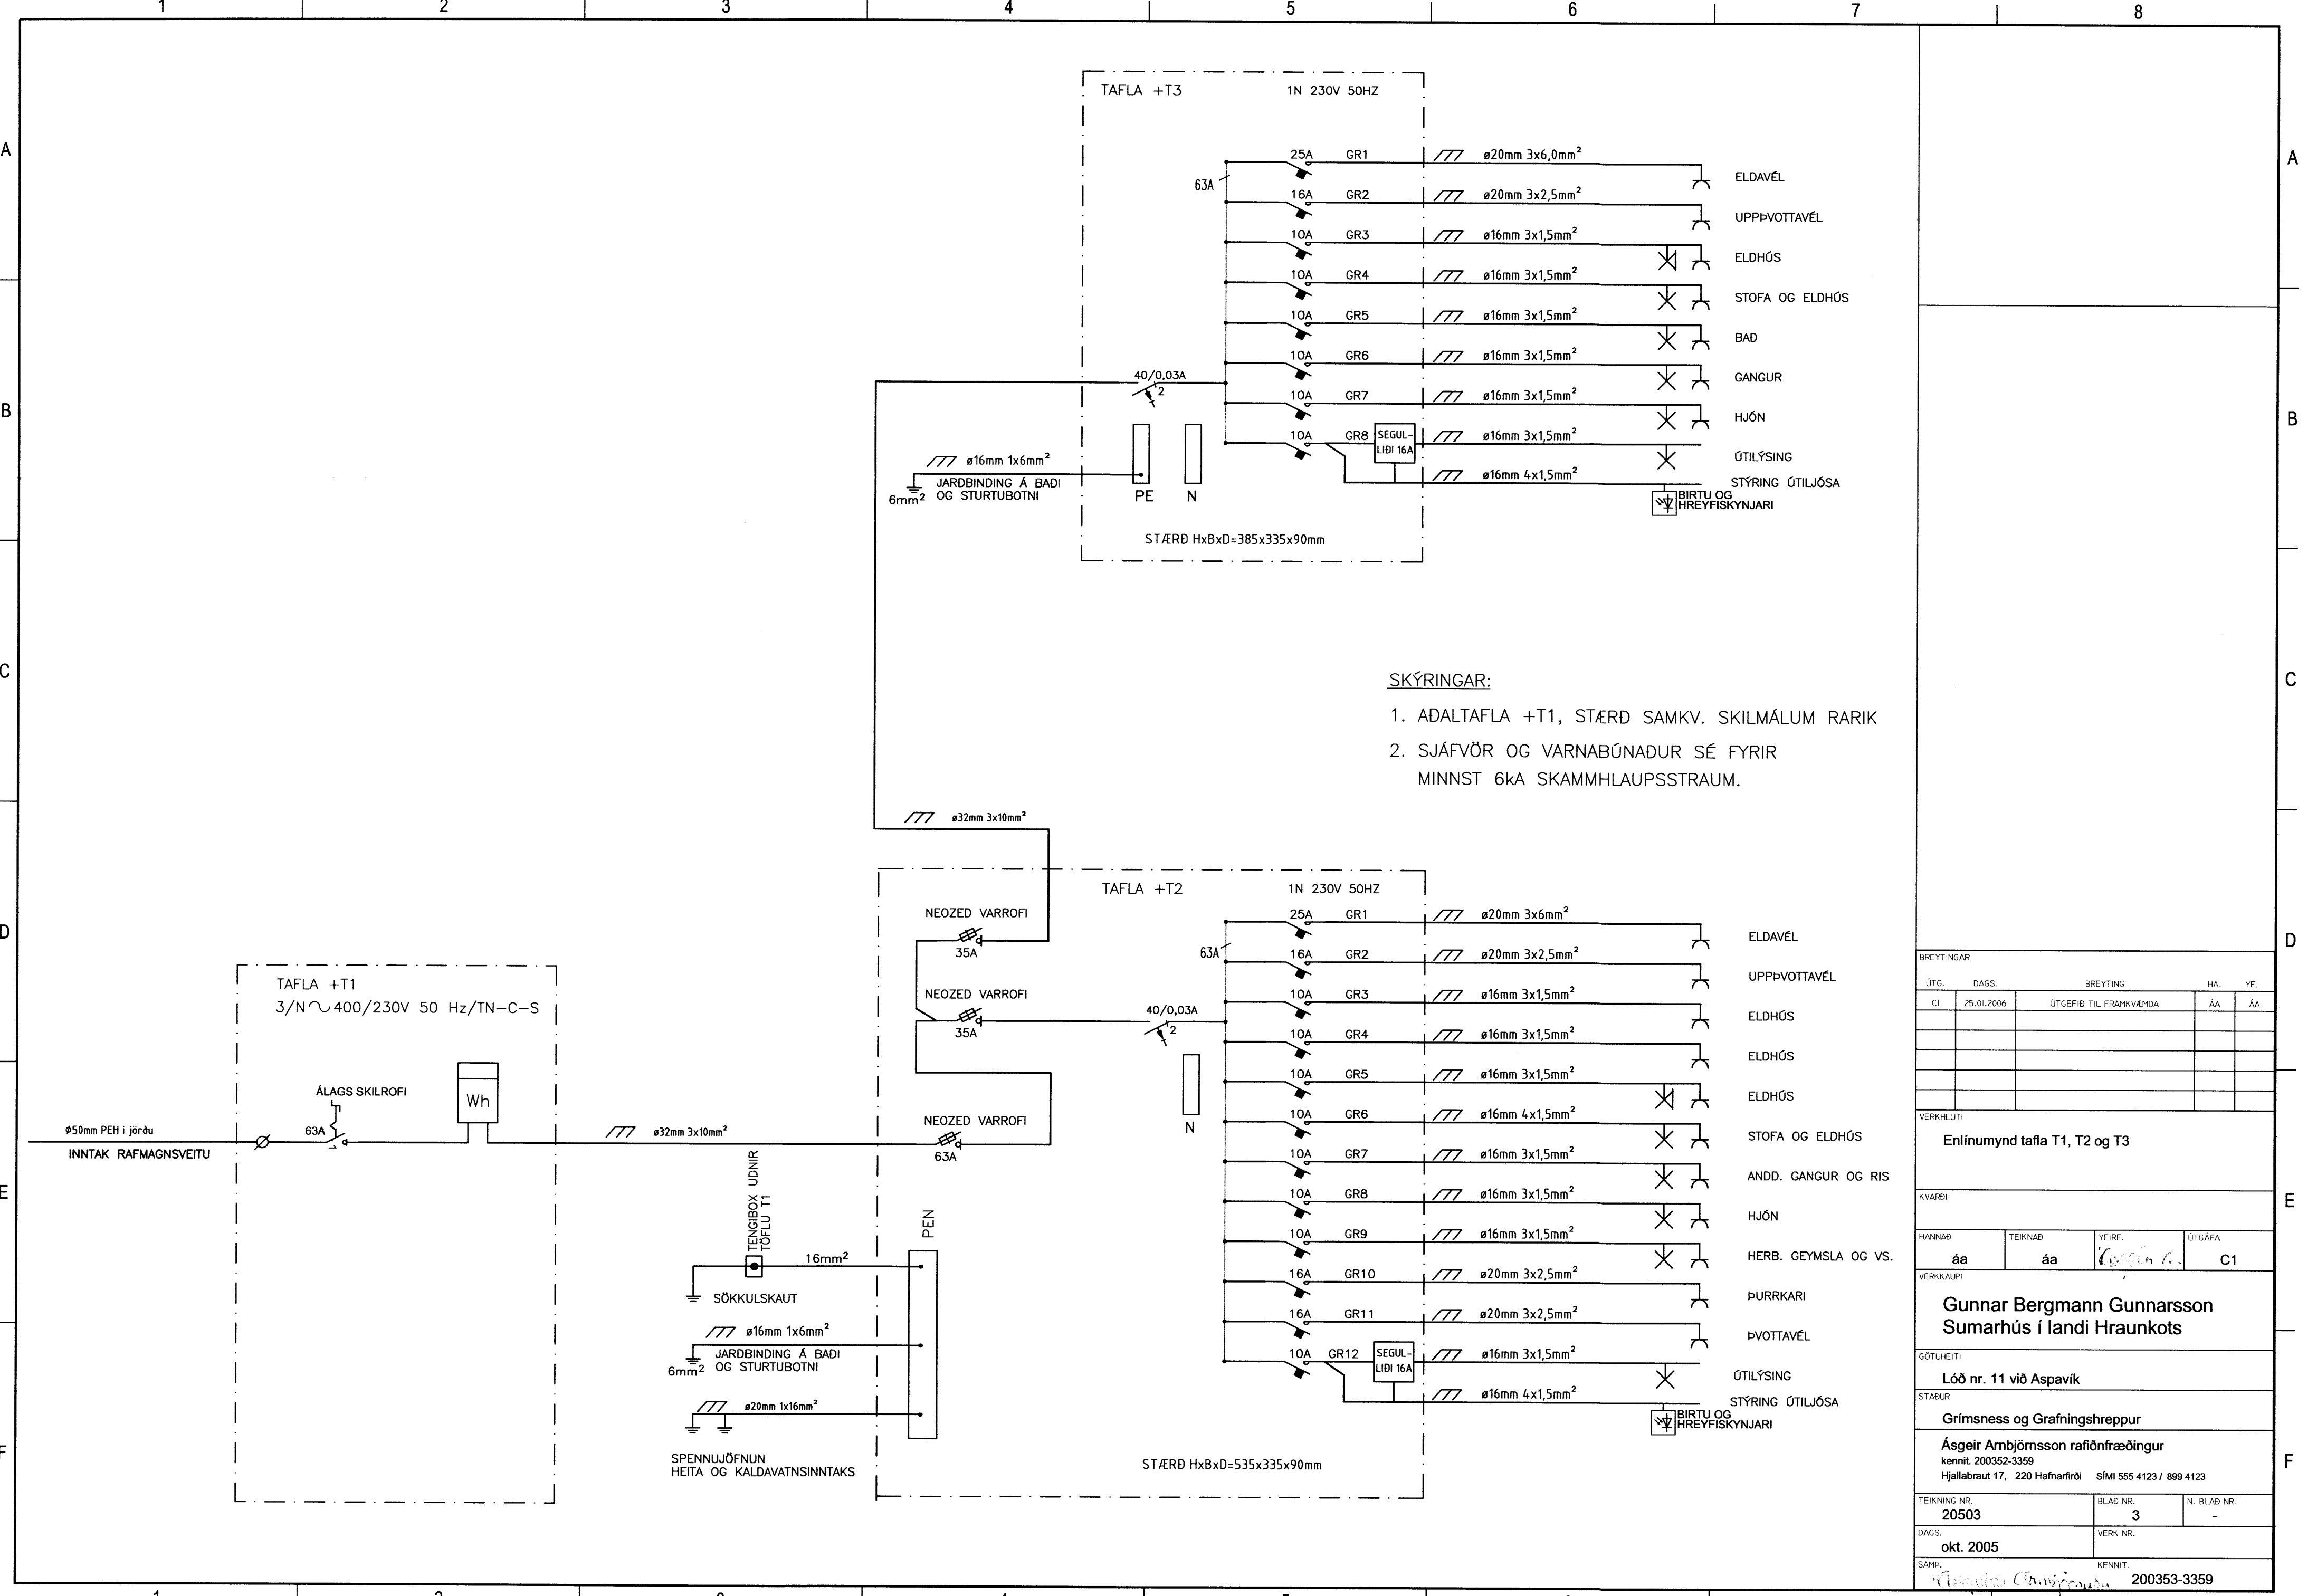 1 2 3 4 5 6 7 8
A
B
C
D
E
F
A
B
C
D
E
F
TAFLA +T3 1N 230V 50HZ
63A
25A GR1 ø20mm 3x6,0mm² ELDAVÉL
16A GR2 ø20mm 3x2,5mm² UPPÞVOTTAVÉL
10A GR3 ø16mm 3x1,5mm² ELDHÚS
10A GR4 ø16mm 3x1,5mm² STOFA OG ELDHÚS
10A GR5 ø16mm 3x1,5mm² BAÐ
10A GR6 ø16mm 3x1,5mm² GANGUR
40/0,03A
2
10A GR7 ø16mm 3x1,5mm² HJÓN
10A GR8 SEGUL-
LIÐI 16A
ø16mm 3x1,5mm² ÚTILÝSING
ø16mm 4x1,5mm² STÝRING ÚTILJÓSA
BIRTU OG
HREYFISKYNJARI
ø16mm 1x6mm²
JARÐBINDING Á BAÐI
OG STURTUBOTNI
6mm²
PE N
STÆRÐ HxBxD=385x335x90mm
SKÝRINGAR:
1. AÐALTAFLA +T1, STÆRÐ SAMKV. SKILMÁLUM RARIK
2. SJÁFVÖR OG VARNABÚNAÐUR SÉ FYRIR
MINNST 6kA SKAMMHLAUPSSTRAUM.
ø32mm 3x10mm²
TAFLA +T2 1N 230V 50HZ
NEOZED VARROFI
35A
NEOZED VARROFI
35A
NEOZED VARROFI
63A
40/0,03A
2
N
63A
25A GR1 ø20mm 3x6mm² ELDAVÉL
16A GR2 ø20mm 3x2,5mm² UPPÞVOTTAVÉL
10A GR3 ø16mm 3x1,5mm² ELDHÚS
10A GR4 ø16mm 3x1,5mm² ELDHÚS
10A GR5 ø16mm 3x1,5mm² ELDHÚS
10A GR6 ø16mm 4x1,5mm² STOFA OG ELDHÚS
10A GR7 ø16mm 3x1,5mm² ANDD. GANGUR OG RIS
10A GR8 ø16mm 3x1,5mm² HJÓN
10A GR9 ø16mm 3x1,5mm² HERB. GEYMSLA OG VS.
16A GR10 ø20mm 3x2,5mm² ÞURRKARI
16A GR11 ø20mm 3x2,5mm² ÞVOTTAVÉL
10A GR12 SEGUL-
LIÐI 16A
ø16mm 3x1,5mm² ÚTILÝSING
ø16mm 4x1,5mm² STÝRING ÚTILJÓSA
BIRTU OG
HREYFISKYNJARI
STÆRÐ HxBxD=535x335x90mm
TAFLA +T1
3/N∿400/230V 50 Hz/TN-C-S
ÁLAGS SKILROFI
63A
Wh
ø50mm PEH í jörðu
INNTAK RAFMAGNSVEITU
ø32mm 3x10mm²
TENGIBOX UDNIR
TÖFLU T1
PEN
16mm²
SÖKKULSKAUT
ø16mm 1x6mm²
JARÐBINDING Á BAÐI
OG STURTUBOTNI
6mm²
ø20mm 1x16mm²
SPENNUJÖFNUN
HEITA OG KALDAVATNSINNTAKS
BREYTINGAR
ÚTG. DAGS. BREYTING HA. YF.
C1 25.01.2006 ÚTGEFIÐ TIL FRAMKVÆMDA ÁA ÁA
VERKHLUTI
Enlínumynd tafla T1, T2 og T3
KVARÐI
HANNAÐ TEIKNAÐ YFIRF. ÚTGÁFA
áa áa C1
VERKKAUPI
Gunnar Bergmann Gunnarsson
Sumarhús í landi Hraunkots
GÖTUHEITI
Lóð nr. 11 við Aspavík
STAÐUR
Grímsness og Grafningshreppur
Ásgeir Arnbjörnsson rafiðnfræðingur
kennit. 200352-3359
Hjallabraut 17, 220 Hafnarfirði SÍMI 555 4123 / 899 4123
TEIKNING NR. BLAÐ NR. N. BLAÐ NR.
20503 3 -
DAGS. VERK NR.
okt. 2005
SAMÞ. KENNIT.
200353-3359